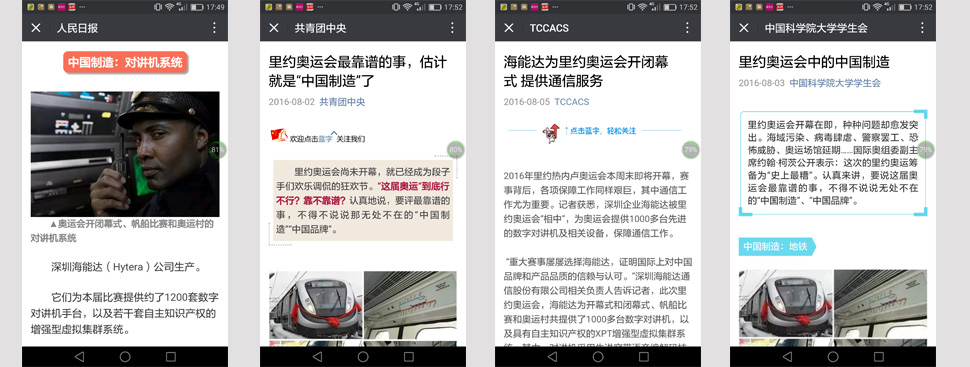 17:49
人民日报
中国制造：对讲机系统
81%
▲奥运会开闭幕式、帆船比赛和奥运村的
对讲机系统
深圳海能达（Hytera）公司生产。
它们为本届比赛提供约了1200套数字
对讲机手台，以及若干套自主知识产权的
增强型虚拟集群系统。
17:52
共青团中央
里约奥运会最靠谱的事，估计
就是“中国制造”了
2016-08-02 共青团中央
欢迎点击蓝字 关注我们
80%
里约奥运会尚未开幕，就已经成为段子
手们欢乐调侃的狂欢节。“这届奥运”到底行
不行？靠不靠谱？认真地说，要评最靠谱的
事，不得不说说那无处不在的“中国制
造”“中国品牌”。
17:52
TCCACS
海能达为里约奥运会开闭幕
式 提供通信服务
2016-08-05 TCCACS
↑点击蓝字，轻松关注
79%
2016年里约热内卢奥运会本周末即将开幕，赛
事背后，各项保障工作同样艰巨，其中通信工
作尤为重要。记者获悉，深圳企业海能达被里
约奥运会“相中”，为奥运会提供1000多台先进
的数字对讲机及相关设备，保障通信工作。
“重大赛事屡屡选择海能达，证明国际上对中国
品牌和产品品质的信赖与认可。”深圳海能达通
信股份有限公司相关负责人告诉记者，此次里
约奥运会，海能达为开幕式和闭幕式、帆船比
赛和奥运村共提供了1000多台数字对讲机，以
及具有自主知识产权的XPT增强型虚拟集群系
17:52
中国科学院大学学生会
里约奥运会中的中国制造
2016-08-03 中国科学院大学学生会
79%
里约奥运会开幕在即，种种问题却愈发突
出。海域污染、病毒肆虐、警察罢工、恐
怖威胁、奥运场馆延期……国际奥组委副主
席约翰·柯茨公开表示：这次的里约奥运筹
备为“史上最糟”。认真来讲，要说这届奥
运会最靠谱的事，不得不说说无处不在
的“中国制造”、“中国品牌”。
中国制造：地铁